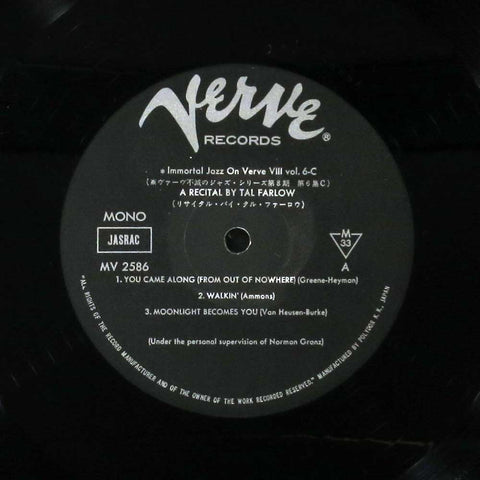 Verve®
RECORDS
* Immortal Jazz On Verve VIII vol. 6-C
(※ヴァーヴ不滅のジャズ・シリーズ第8期 第6集C)
A RECITAL BY TAL FARLOW
(リサイタル・バイ・タル・ファーロウ)
MONO
JASRAC
MV 2586
M
33
A
1. YOU CAME ALONG (FROM OUT OF NOWHERE) (Greene-Heyman)
2. WALKIN' (Ammons)
3. MOONLIGHT BECOMES YOU (Van Heusen-Burke)
(Under the personal supervision of Norman Granz)
"ALL RIGHTS OF THE RECORD MANUFACTURER AND OF THE OWNER OF THE WORK RECORDED RESERVED." MANUFACTURED BY POLYDOR K.K., JAPAN